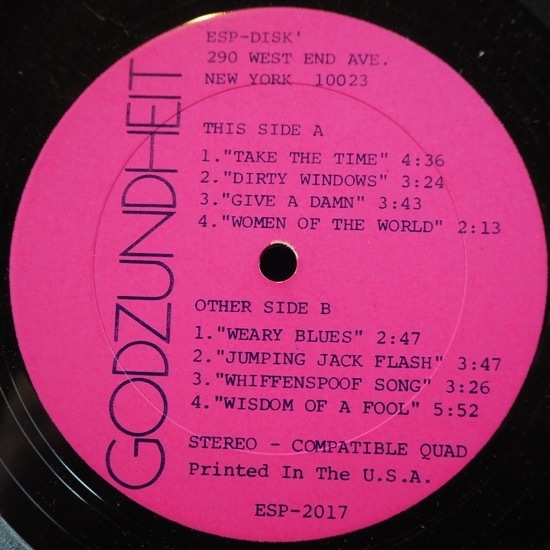 GODZUNDHEIT
ESP-DISK'
290 WEST END AVE.
NEW YORK 10023
THIS SIDE A
1."TAKE THE TIME" 4:36
2."DIRTY WINDOWS" 3:24
3."GIVE A DAMN" 3:43
4."WOMEN OF THE WORLD" 2:13
OTHER SIDE B
1."WEARY BLUES" 2:47
2."JUMPING JACK FLASH" 3:47
3."WHIFFENSPOOF SONG" 3:26
4."WISDOM OF A FOOL" 5:52
STEREO - COMPATIBLE QUAD
Printed In The U.S.A.
ESP-2017